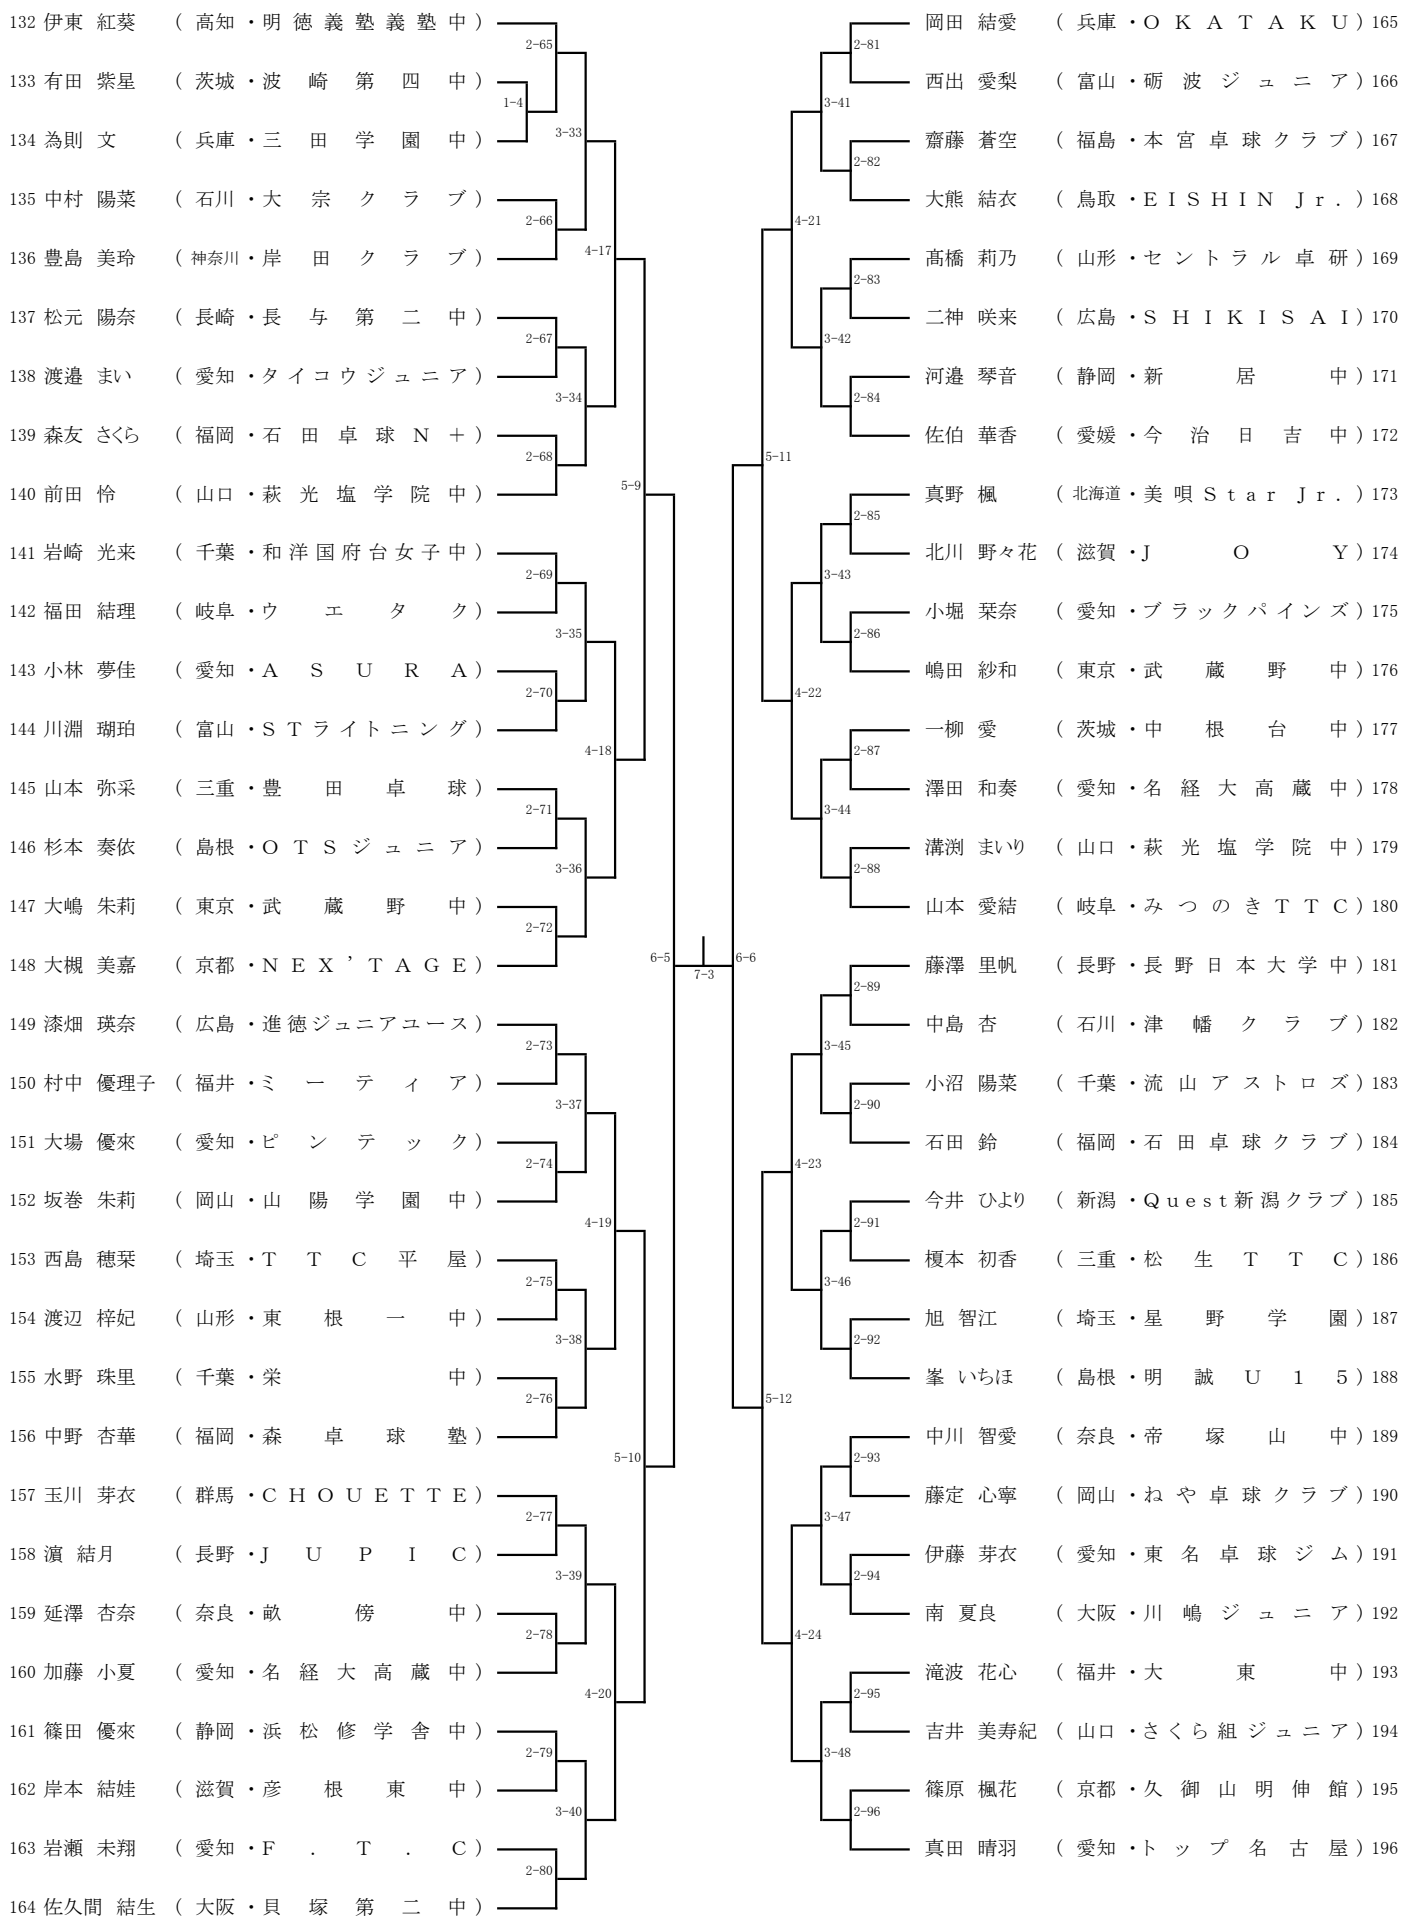 132 伊東 紅葵 （ 高知 ・ 明徳義塾義塾中 ）
133 有田 紫星 （ 茨城 ・ 波崎第四中 ）
134 為則 文 （ 兵庫 ・ 三田学園中 ）
135 中村 陽菜 （ 石川 ・ 大宗クラブ ）
136 豊島 美玲 （ 神奈川 ・ 岸田クラブ ）
137 松元 陽奈 （ 長崎 ・ 長与第二中 ）
138 渡邉 まい （ 愛知 ・ タイコウジュニア ）
139 森友 さくら （ 福岡 ・ 石田卓球N＋ ）
140 前田 怜 （ 山口 ・ 萩光塩学院中 ）
141 岩崎 光来 （ 千葉 ・ 和洋国府台女子中 ）
142 福田 結理 （ 岐阜 ・ ウエタク ）
143 小林 夢佳 （ 愛知 ・ ASURA ）
144 川淵 瑚珀 （ 富山 ・ STライトニング ）
145 山本 弥采 （ 三重 ・ 豊田卓球 ）
146 杉本 奏依 （ 島根 ・ OTSジュニア ）
147 大嶋 朱莉 （ 東京 ・ 武蔵野中 ）
148 大槻 美嘉 （ 京都 ・ NEX’TAGE ）
149 漆畑 瑛奈 （ 広島 ・ 進徳ジュニアユース ）
150 村中 優理子 （ 福井 ・ ミーティア ）
151 大場 優來 （ 愛知 ・ ピンテック ）
152 坂巻 朱莉 （ 岡山 ・ 山陽学園中 ）
153 西島 穂栞 （ 埼玉 ・ TTC平屋 ）
154 渡辺 梓妃 （ 山形 ・ 東根一中 ）
155 水野 珠里 （ 千葉 ・ 栄中 ）
156 中野 杏華 （ 福岡 ・ 森卓球塾 ）
157 玉川 芽衣 （ 群馬 ・ CHOUETTE ）
158 濵 結月 （ 長野 ・ JUPIC ）
159 延澤 杏奈 （ 奈良 ・ 畝傍中 ）
160 加藤 小夏 （ 愛知 ・ 名経大高蔵中 ）
161 篠田 優來 （ 静岡 ・ 浜松修学舎中 ）
162 岸本 結娃 （ 滋賀 ・ 彦根東中 ）
163 岩瀬 未翔 （ 愛知 ・ F.T.C ）
164 佐久間 結生 （ 大阪 ・ 貝塚第二中 ）
1-4
2-65
2-66
2-67
2-68
2-69
2-70
2-71
2-72
2-73
2-74
2-75
2-76
2-77
2-78
2-79
2-80
3-33
3-34
3-35
3-36
3-37
3-38
3-39
3-40
4-17
4-18
4-19
4-20
5-9
5-10
6-5
7-3
6-6
5-11
5-12
4-21
4-22
4-23
4-24
3-41
3-42
3-43
3-44
3-45
3-46
3-47
3-48
2-81
2-82
2-83
2-84
2-85
2-86
2-87
2-88
2-89
2-90
2-91
2-92
2-93
2-94
2-95
2-96
岡田 結愛 （ 兵庫 ・ OKATAKU ） 165
西出 愛梨 （ 富山 ・ 砺波ジュニア ） 166
齋藤 蒼空 （ 福島 ・ 本宮卓球クラブ ） 167
大熊 結衣 （ 鳥取 ・ EISHIN Jr. ） 168
髙橋 莉乃 （ 山形 ・ セントラル卓研 ） 169
二神 咲来 （ 広島 ・ SHIKISAI ） 170
河邉 琴音 （ 静岡 ・ 新居中 ） 171
佐伯 華香 （ 愛媛 ・ 今治日吉中 ） 172
真野 楓 （ 北海道 ・ 美唄Star Jr. ） 173
北川 野々花 （ 滋賀 ・ JOY ） 174
小堀 栞奈 （ 愛知 ・ ブラックパインズ ） 175
嶋田 紗和 （ 東京 ・ 武蔵野中 ） 176
一柳 愛 （ 茨城 ・ 中根台中 ） 177
澤田 和奏 （ 愛知 ・ 名経大高蔵中 ） 178
溝渕 まいり （ 山口 ・ 萩光塩学院中 ） 179
山本 愛結 （ 岐阜 ・ みつのきTTC ） 180
藤澤 里帆 （ 長野 ・ 長野日本大学中 ） 181
中島 杏 （ 石川 ・ 津幡クラブ ） 182
小沼 陽菜 （ 千葉 ・ 流山アストロズ ） 183
石田 鈴 （ 福岡 ・ 石田卓球クラブ ） 184
今井 ひより （ 新潟 ・ Quest新潟クラブ ） 185
榎本 初香 （ 三重 ・ 松生TTC ） 186
旭 智江 （ 埼玉 ・ 星野学園 ） 187
峯 いちほ （ 島根 ・ 明誠U15 ） 188
中川 智愛 （ 奈良 ・ 帝塚山中 ） 189
藤定 心寧 （ 岡山 ・ ねや卓球クラブ ） 190
伊藤 芽衣 （ 愛知 ・ 東名卓球ジム ） 191
南 夏良 （ 大阪 ・ 川嶋ジュニア ） 192
滝波 花心 （ 福井 ・ 大東中 ） 193
吉井 美寿紀 （ 山口 ・ さくら組ジュニア ） 194
篠原 楓花 （ 京都 ・ 久御山明伸館 ） 195
真田 晴羽 （ 愛知 ・ トップ名古屋 ） 196